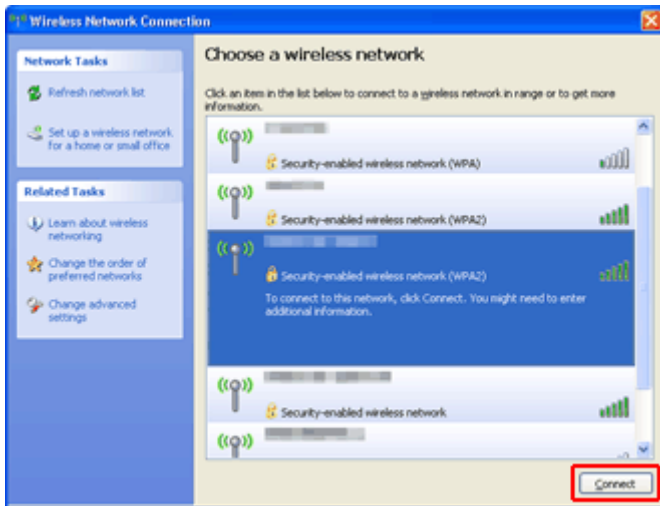 Wireless Network Connection
Network Tasks
Refresh network list
Set up a wireless network
for a home or small office
Related Tasks
Learn about wireless
networking
Change the order of
preferred networks
Change advanced
settings
Choose a wireless network
Click an item in the list below to connect to a wireless network in range or to get more
information.
Security-enabled wireless network (WPA)
Security-enabled wireless network (WPA2)
Security-enabled wireless network (WPA2)
To connect to this network, click Connect. You might need to enter
additional information.
Security-enabled wireless network
Connect